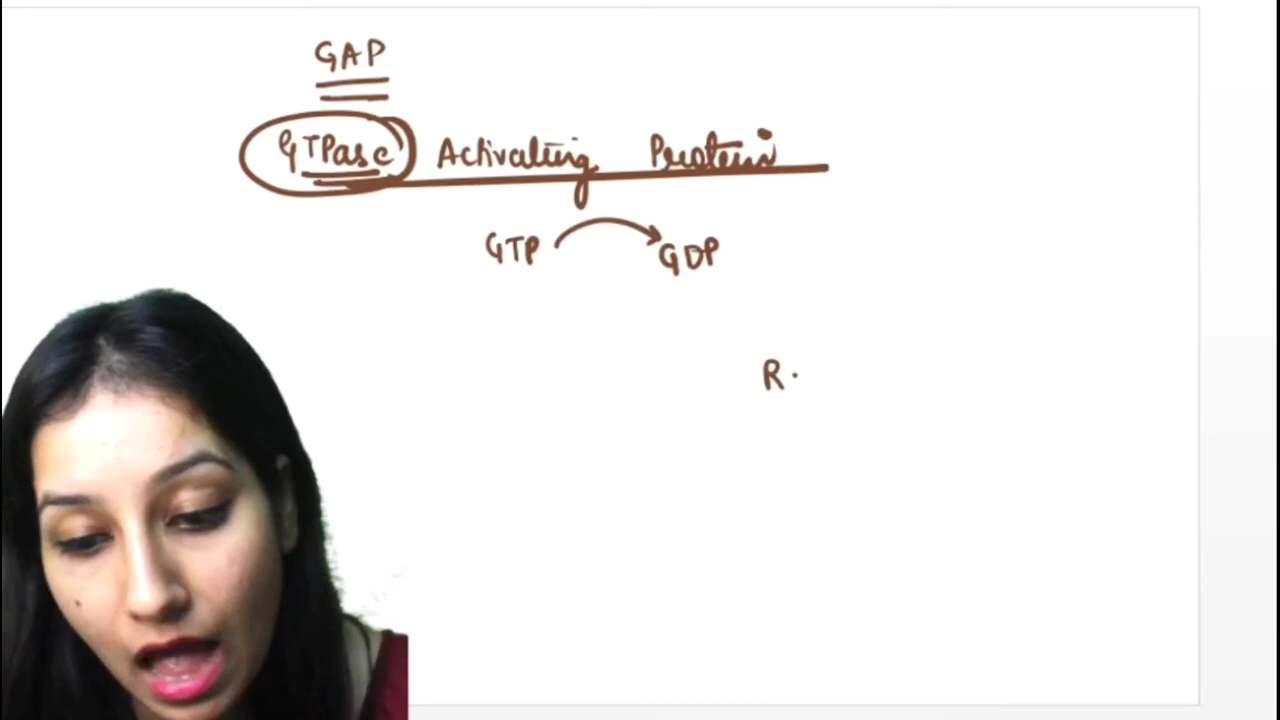 GAP
GTPase Activating Protein
GTP → GDP
R.